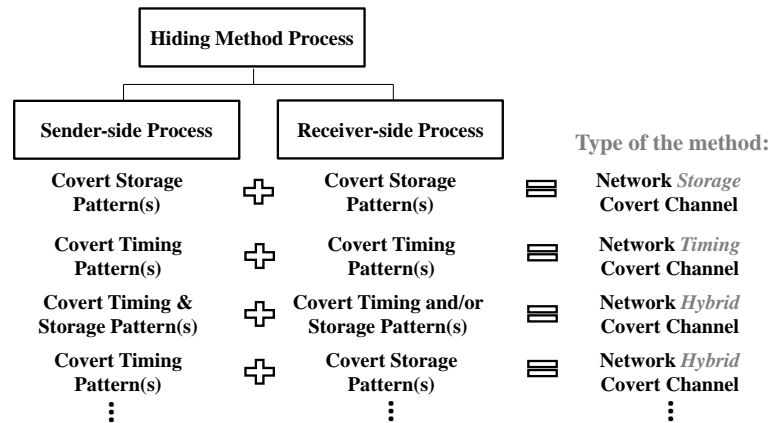 Hiding Method Process
Sender-side Process
Receiver-side Process
Type of the method:
Covert Storage
Pattern(s)
Covert Storage
Pattern(s)
Network Storage
Covert Channel
Covert Timing
Pattern(s)
Covert Timing
Pattern(s)
Network Timing
Covert Channel
Covert Timing &
Storage Pattern(s)
Covert Timing and/or
Storage Pattern(s)
Network Hybrid
Covert Channel
Covert Timing
Pattern(s)
Covert Storage
Pattern(s)
Network Hybrid
Covert Channel